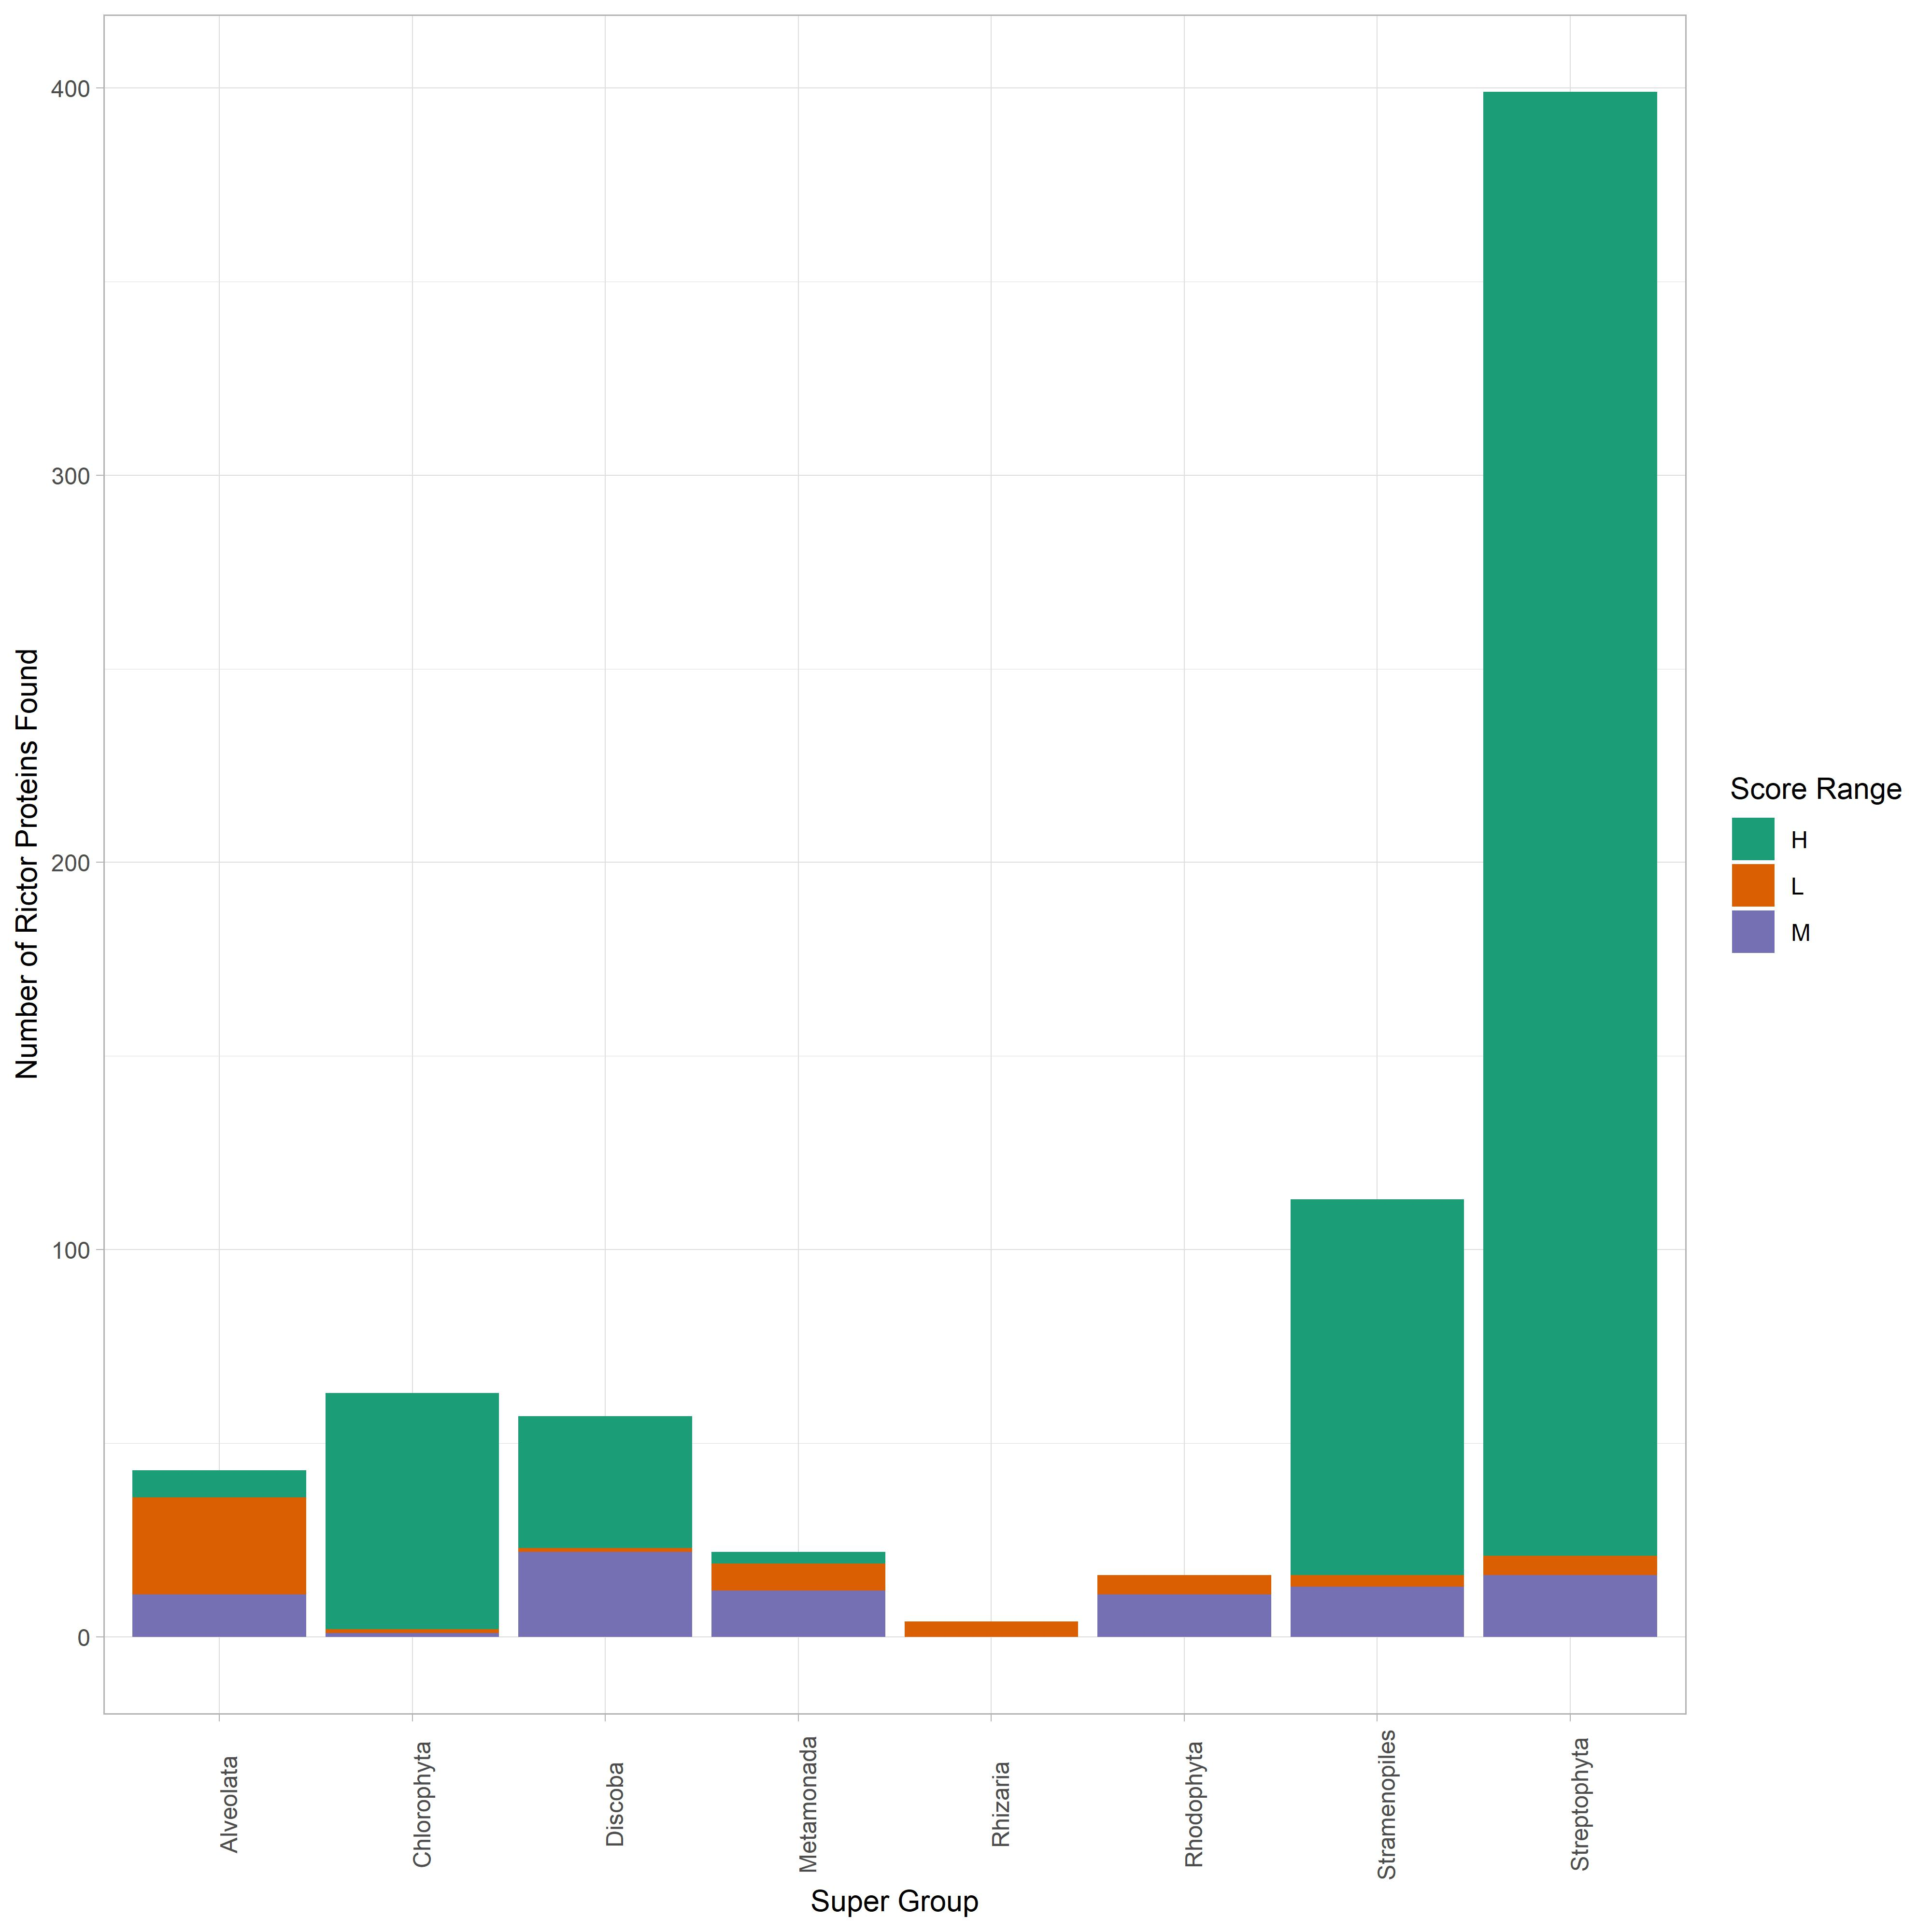 Number of Rictor Proteins Found
400
300
200
100
0
Alveolata
Chlorophyta
Discoba
Metamonada
Rhizaria
Rhodophyta
Stramenopiles
Streptophyta
Super Group
Score Range
H
L
M